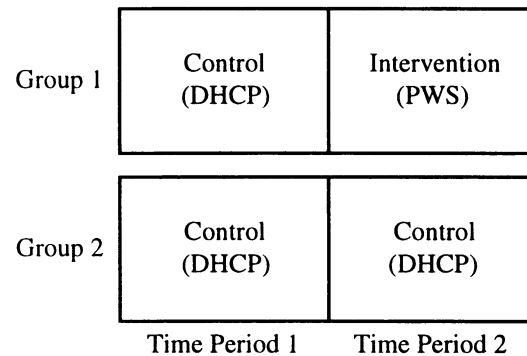 Group 1
Control
(DHCP)
Intervention
(PWS)
Group 2
Control
(DHCP)
Control
(DHCP)
Time Period 1
Time Period 2